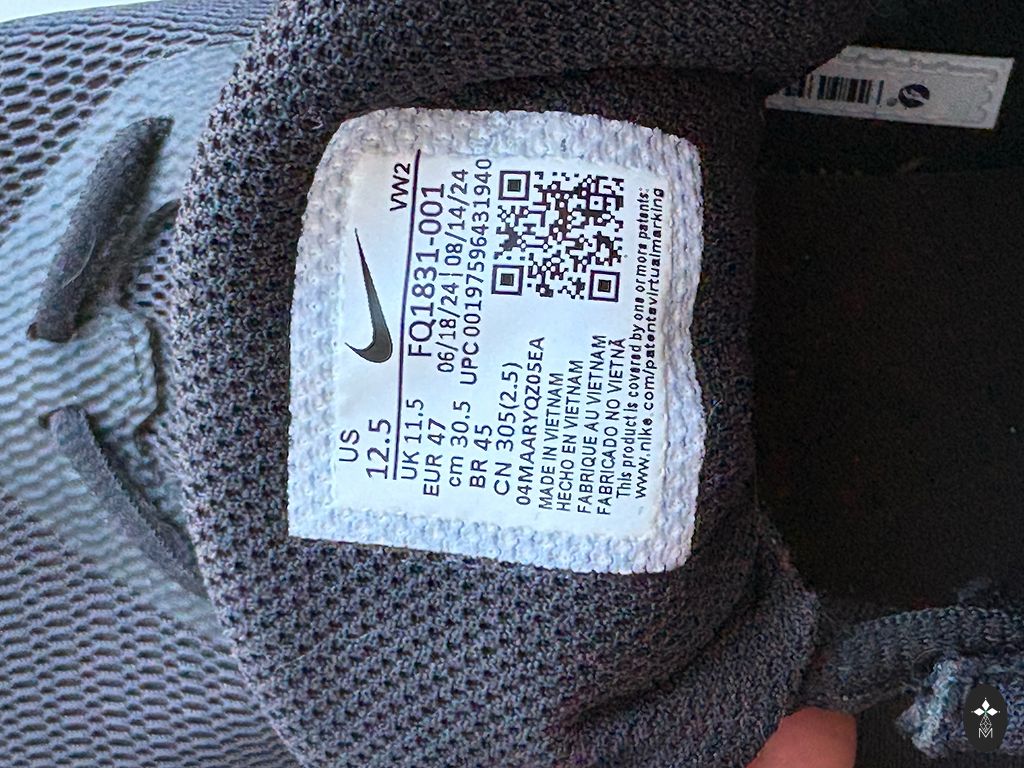 US
12.5
VW2
UK 11.5
FQ1831-001
EUR 47
06/18/24 | 08/14/24
cm 30.5
UPC 00197596431940
BR 45
CN 305(2.5)
04MAARYQZ05EA
MADE IN VIETNAM
HECHO EN VIETNAM
FABRIQUE AU VIETNAM
FABRICADO NO VIETNÃ
This product is covered by one or more patents:
www.nike.com/patentsvirtualmarking
M